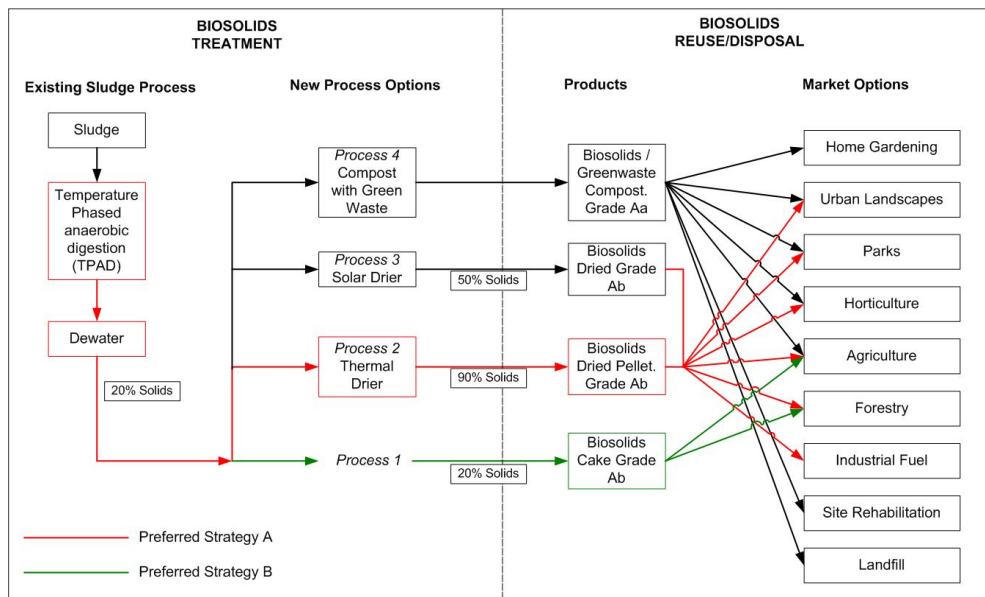 BIOSOLIDS
TREATMENT
BIOSOLIDS
REUSE/DISPOSAL
Existing Sludge Process
New Process Options
Products
Market Options
Sludge
Temperature
Phased
anaerobic
digestion
(TPAD)
Dewater
20% Solids
Process 4
Compost
with Green
Waste
Process 3
Solar Drier
50% Solids
Process 2
Thermal
Drier
90% Solids
Process 1
20% Solids
Biosolids /
Greenwaste
Compost.
Grade Aa
Biosolids
Dried Grade
Ab
Biosolids
Dried Pellet.
Grade Ab
Biosolids
Cake Grade
Ab
Home Gardening
Urban Landscapes
Parks
Horticulture
Agriculture
Forestry
Industrial Fuel
Site Rehabilitation
Landfill
Preferred Strategy A
Preferred Strategy B